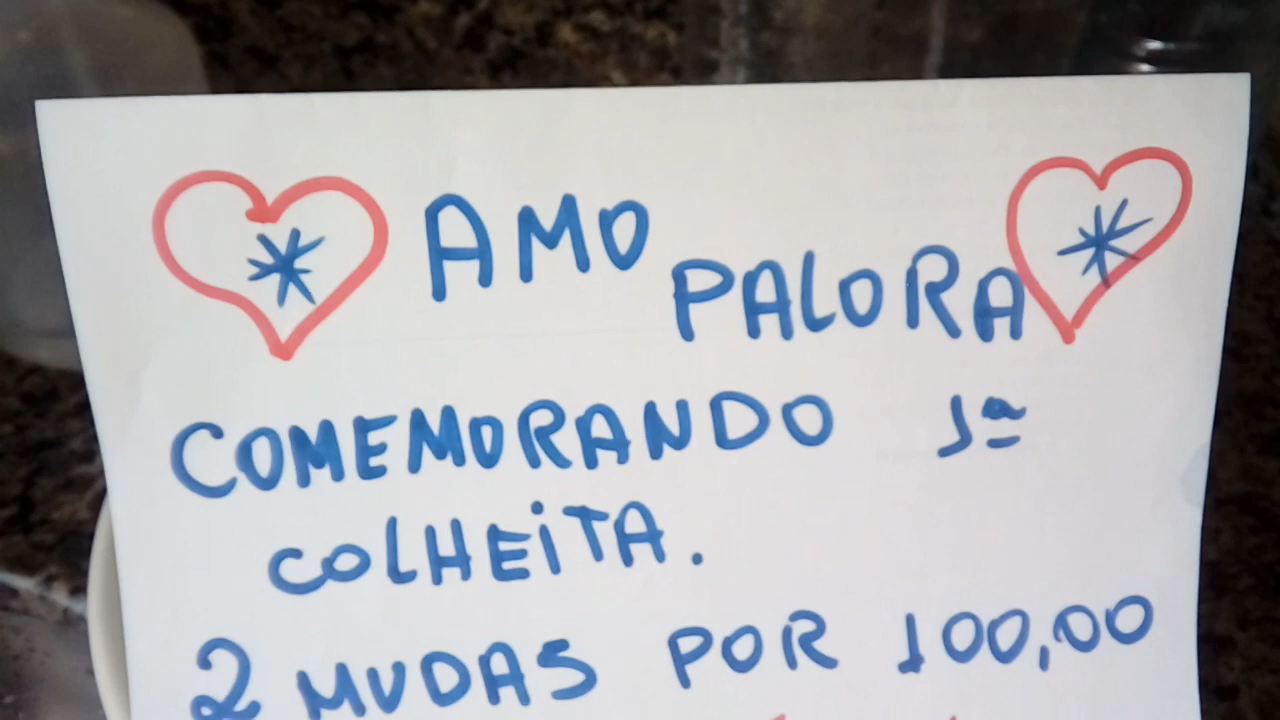 AMO PALORA
COMEMORANDO 1ª
COLHEITA.
2 MUDAS POR 100,00